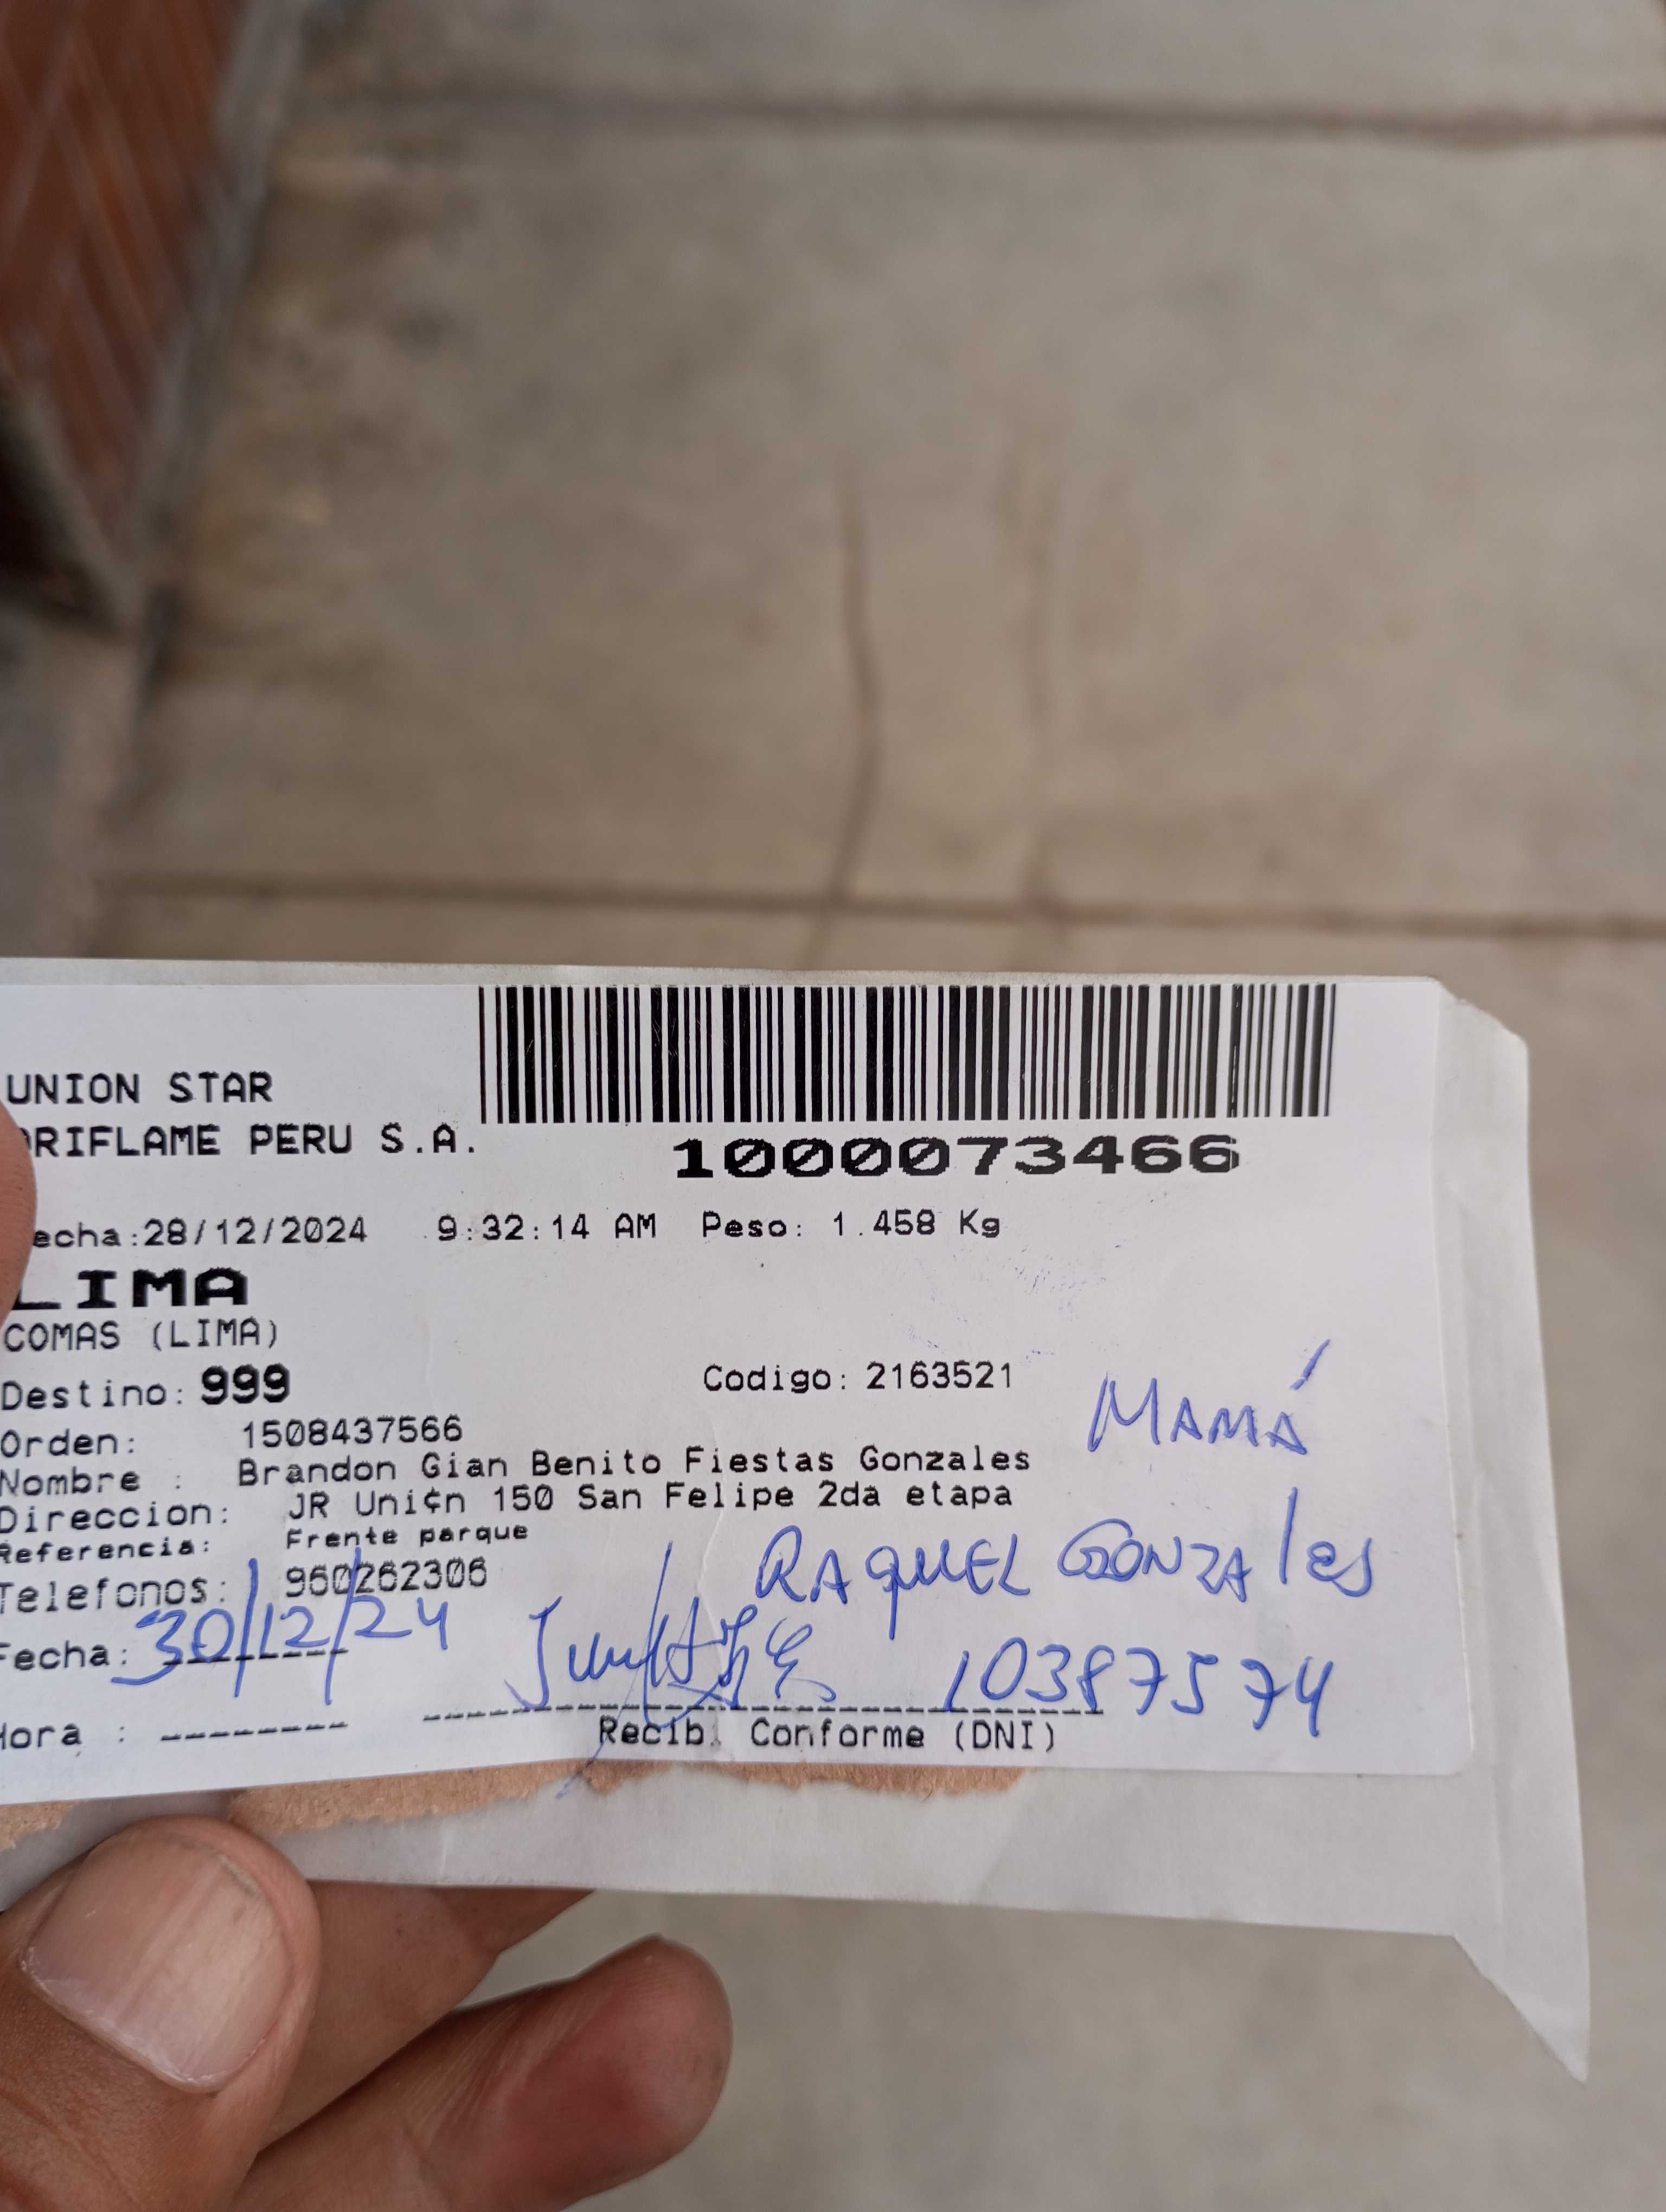 UNION STAR
ORIFLAME PERU S.A.
1000073466
echa:28/12/2024 9:32:14 AM Peso: 1.458 Kg
LIMA
COMAS (LIMA)
Destino: 999 Codigo: 2163521
MAMÁ
Orden: 1508437566
Nombre : Brandon Gian Benito Fiestas Gonzales
Direccion: JR Uni¢n 150 San Felipe 2da etapa
Referencia: Frente parque
RAQUEL GONZAles
Telefonos: 960262306
Fecha: 30/12/24 10387574
Hora : --------
Recib. Conforme (DNI)